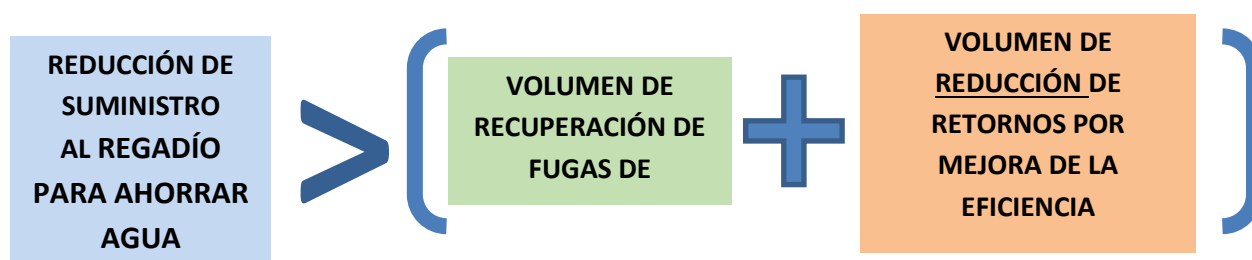 REDUCCIÓN DE
SUMINISTRO
AL REGADÍO
PARA AHORRAR
AGUA
>
VOLUMEN DE
RECUPERACIÓN DE
FUGAS DE
+
VOLUMEN DE
REDUCCIÓN DE
RETORNOS POR
MEJORA DE LA
EFICIENCIA